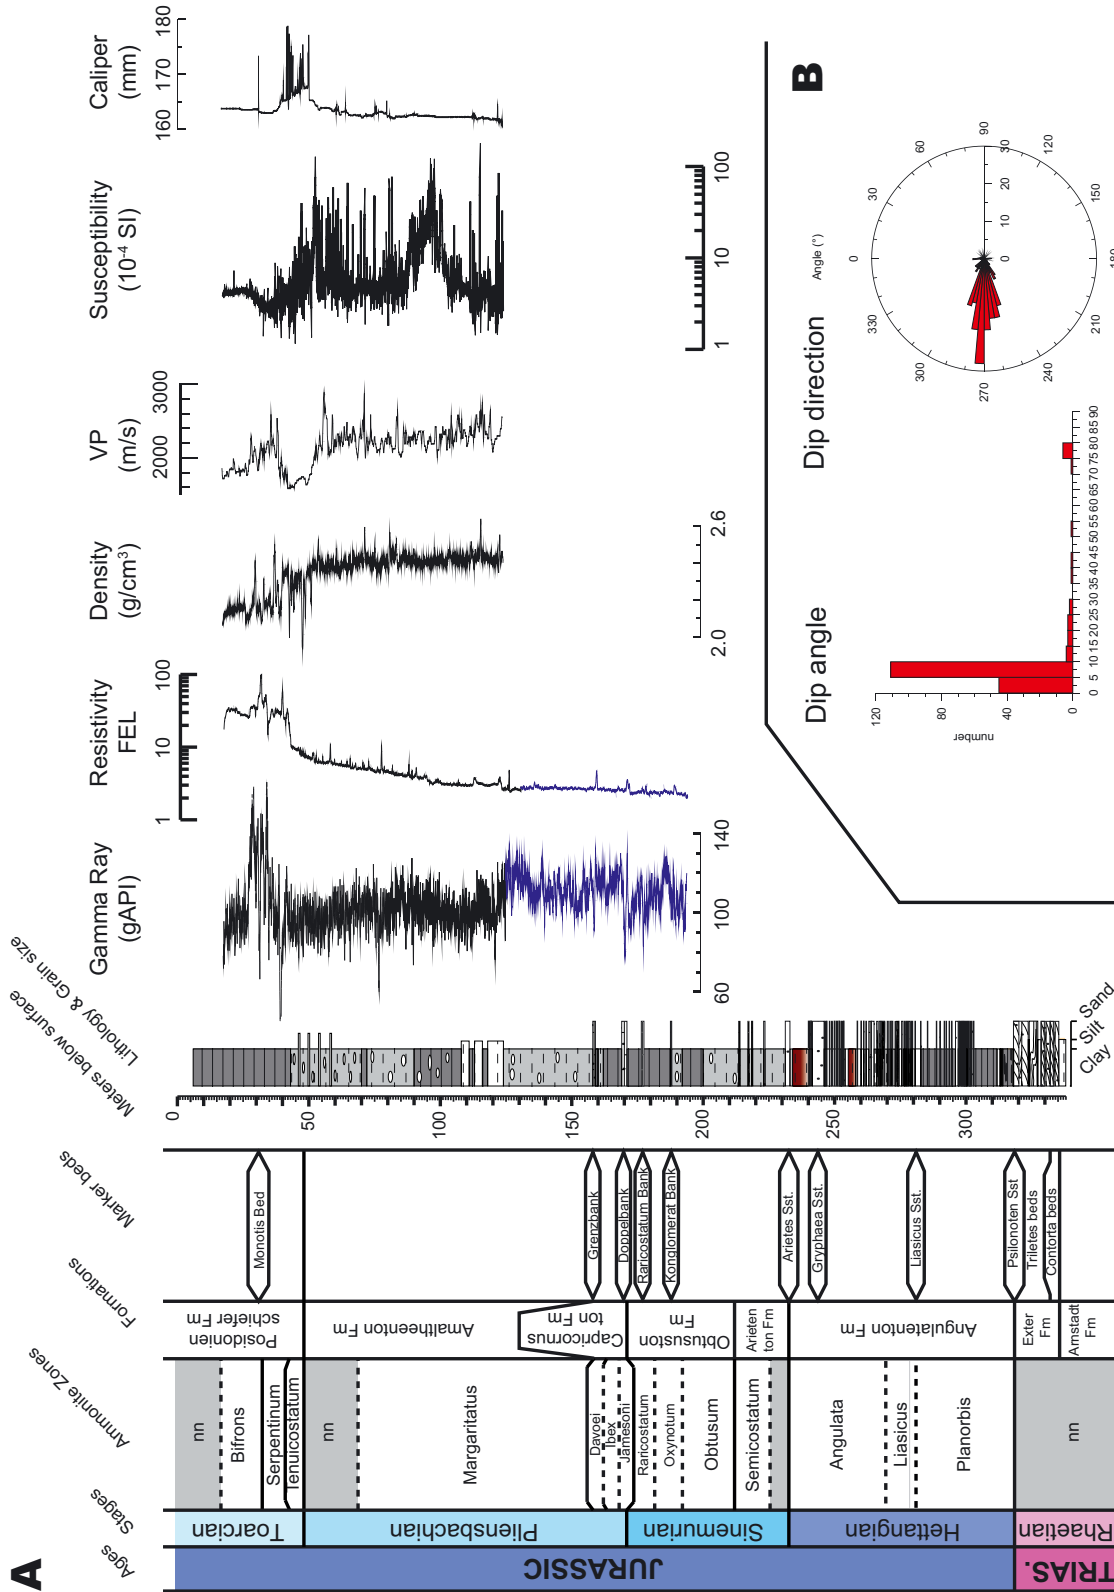 A
Ages
Stages
Ammonite Zones
Formations
Marker beds
Meters below surface
Lithology & Grain size
Gamma Ray
(gAPI)
Resistivity
FEL
Density
(g/cm³)
VP
(m/s)
Susceptibility
(10⁻⁴ SI)
Caliper
(mm)
JURASSIC
TRIAS.
Toarcian
Pliensbachian
Sinemurian
Hettangian
Rhaetian
nn
Bifrons
Serpentinum
Tenuicostatum
nn
Margaritatus
Davoei
Ibex
Jamesoni
Raricostatum
Oxynotum
Obtusum
Semicostatum
Angulata
Liasicus
Planorbis
nn
Posidonien
schiefer Fm
Amaltheenton Fm
Capricornus
ton Fm
Obtususton
Fm
Arieten
ton Fm
Angulatenton Fm
Exter
Fm
Arnstadt
Fm
Monotis Bed
Grenzbank
Doppelbank
Raricostatum Bank
Konglomerat Bank
Arietes Sst.
Gryphaea Sst.
Liasicus Sst.
Psilonoten Sst
Triletes beds
Contorta beds
0
50
100
150
200
250
300
Clay
Silt
Sand
60
100
140
1
10
100
2.0
2.6
2000
3000
1
10
100
160
170
180
B
Dip angle
number
0
40
80
120
0 5 10 15 20 25 30 35 40 45 50 55 60 65 70 75 80 85 90
Dip direction
Angle (°)
0
30
60
90
120
150
180
210
240
270
300
330
0
10
20
30